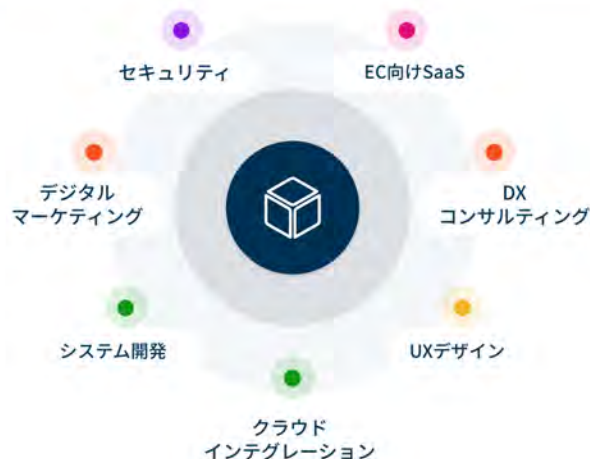 セキュリティ
EC向けSaaS
デジタル
マーケティング
DX
コンサルティング
システム開発
UXデザイン
クラウド
インテグレーション